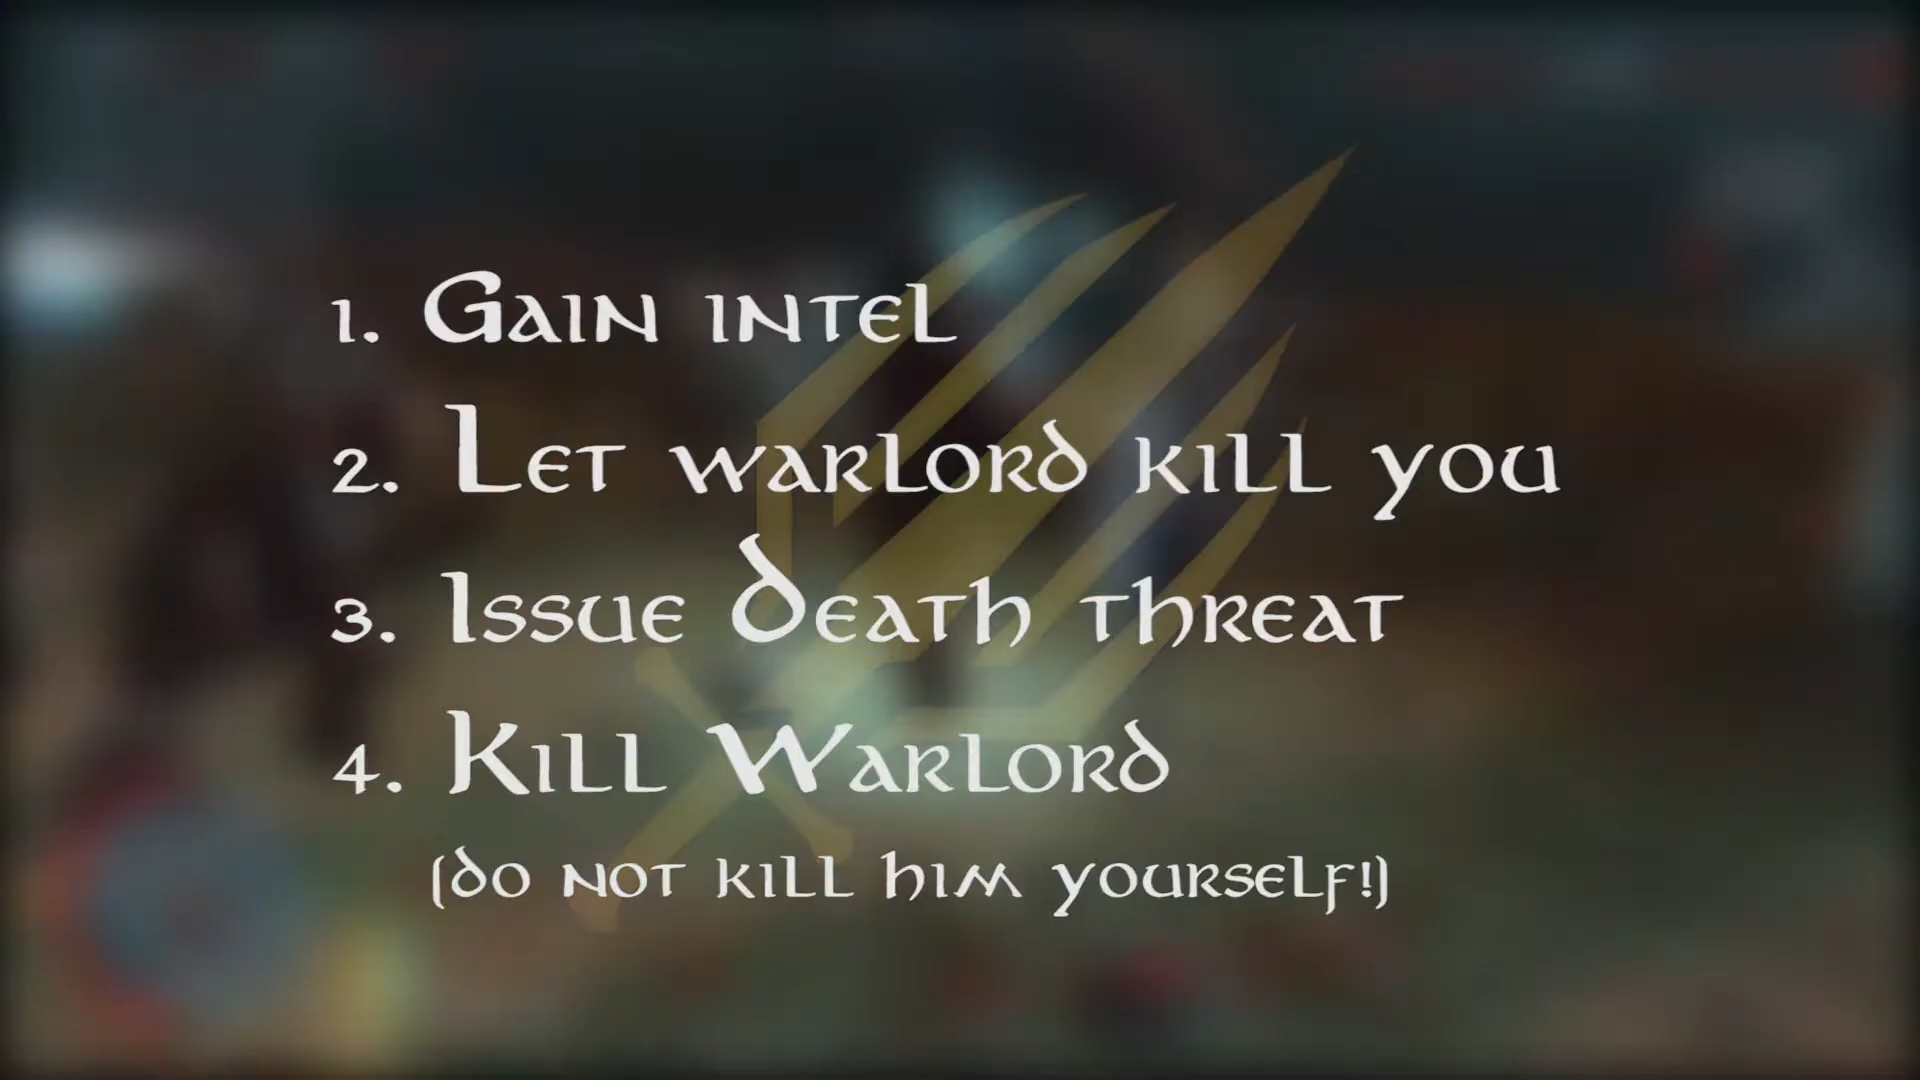 1. Gain intel
2. Let warlord kill you
3. Issue Death threat
4. Kill Warlord
(do not kill him yourself!)